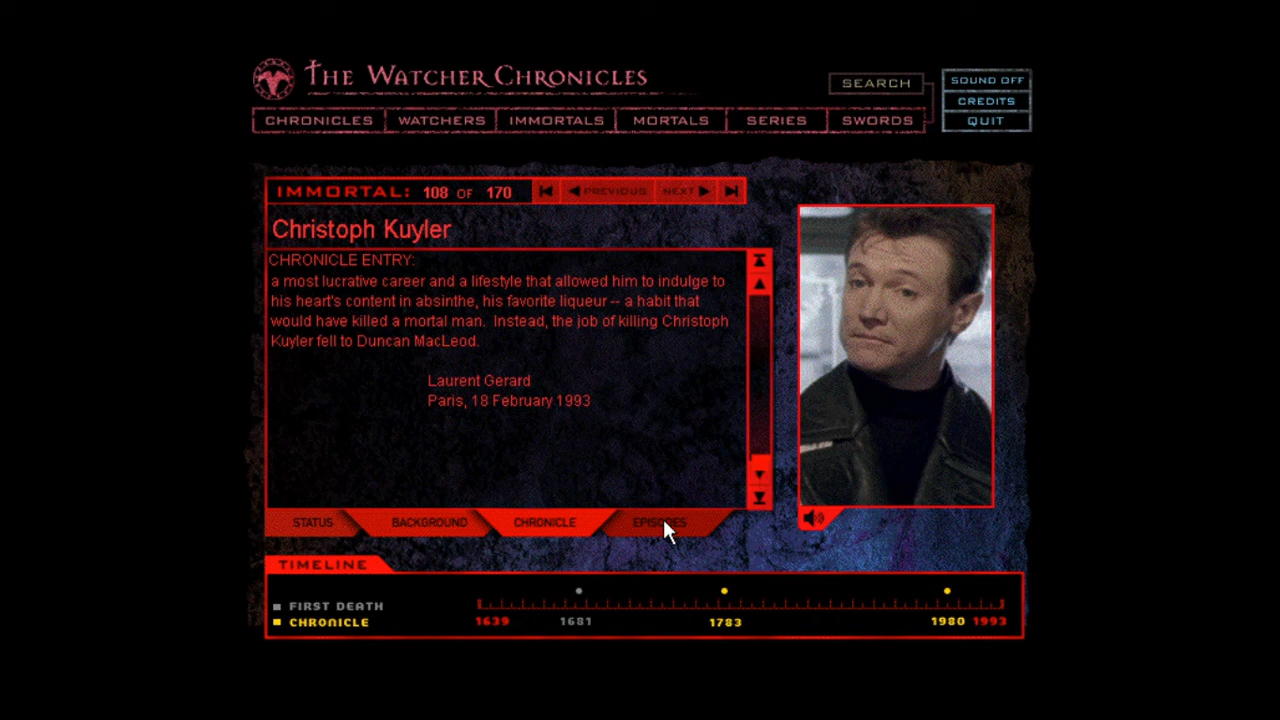 THE WATCHER CHRONICLES
SEARCH
SOUND OFF
CREDITS
QUIT
CHRONICLES WATCHERS IMMORTALS MORTALS SERIES SWORDS
IMMORTAL: 108 OF 170 PREVIOUS NEXT
Christoph Kuyler
CHRONICLE ENTRY:
a most lucrative career and a lifestyle that allowed him to indulge to
his heart's content in absinthe, his favorite liqueur -- a habit that
would have killed a mortal man. Instead, the job of killing Christoph
Kuyler fell to Duncan MacLeod.
Laurent Gerard
Paris, 18 February 1993
STATUS BACKGROUND CHRONICLE EPISODES
TIMELINE
FIRST DEATH
CHRONICLE
1639 1681 1783 1980 1993